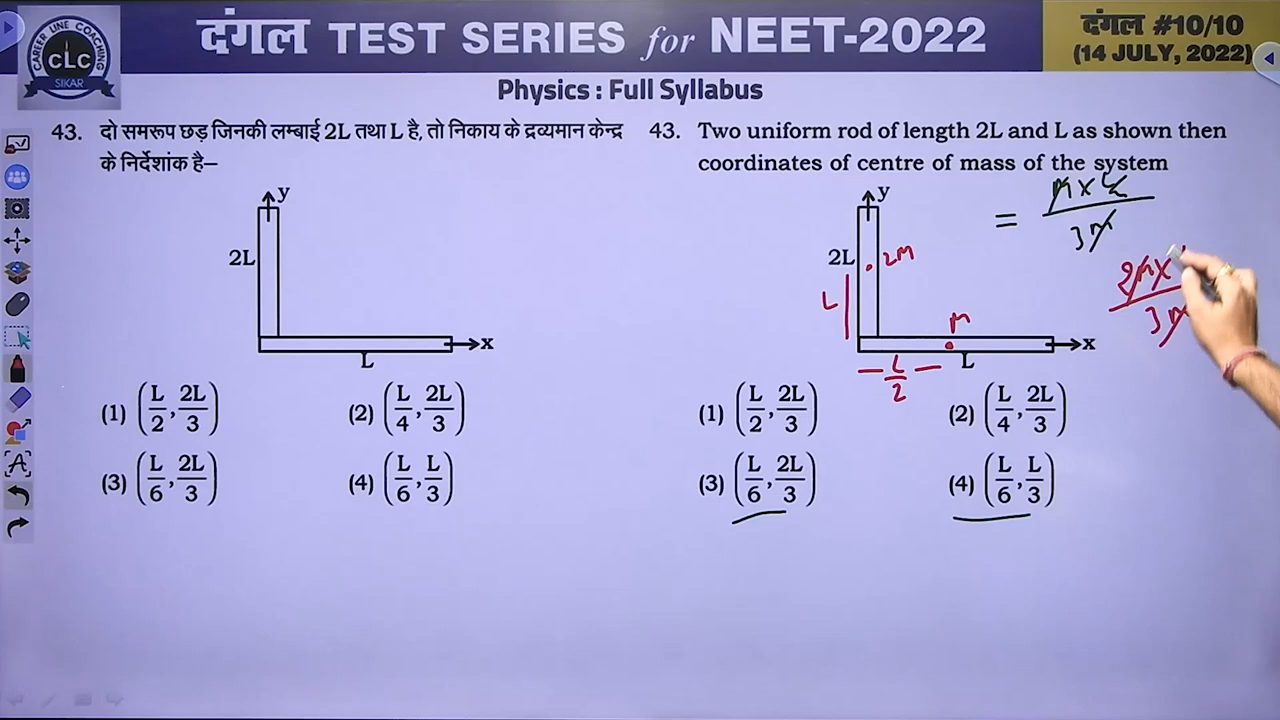 CAREER LINE COACHING
CLC
SIKAR
दंगल TEST SERIES for NEET-2022
दंगल #10/10
(14 JULY, 2022)
Physics : Full Syllabus
43. दो समरूप छड़ जिनकी लम्बाई 2L तथा L है, तो निकाय के द्रव्यमान केन्द्र
के निर्देशांक है–
y
2L
x
L
(1) (L/2, 2L/3) (2) (L/4, 2L/3)
(3) (L/6, 2L/3) (4) (L/6, L/3)
43. Two uniform rod of length 2L and L as shown then
coordinates of centre of mass of the system
y
2L
2M
L
M
x
L/2
L
(1) (L/2, 2L/3) (2) (L/4, 2L/3)
(3) (L/6, 2L/3) (4) (L/6, L/3)
=
3M
2M×
3M
A